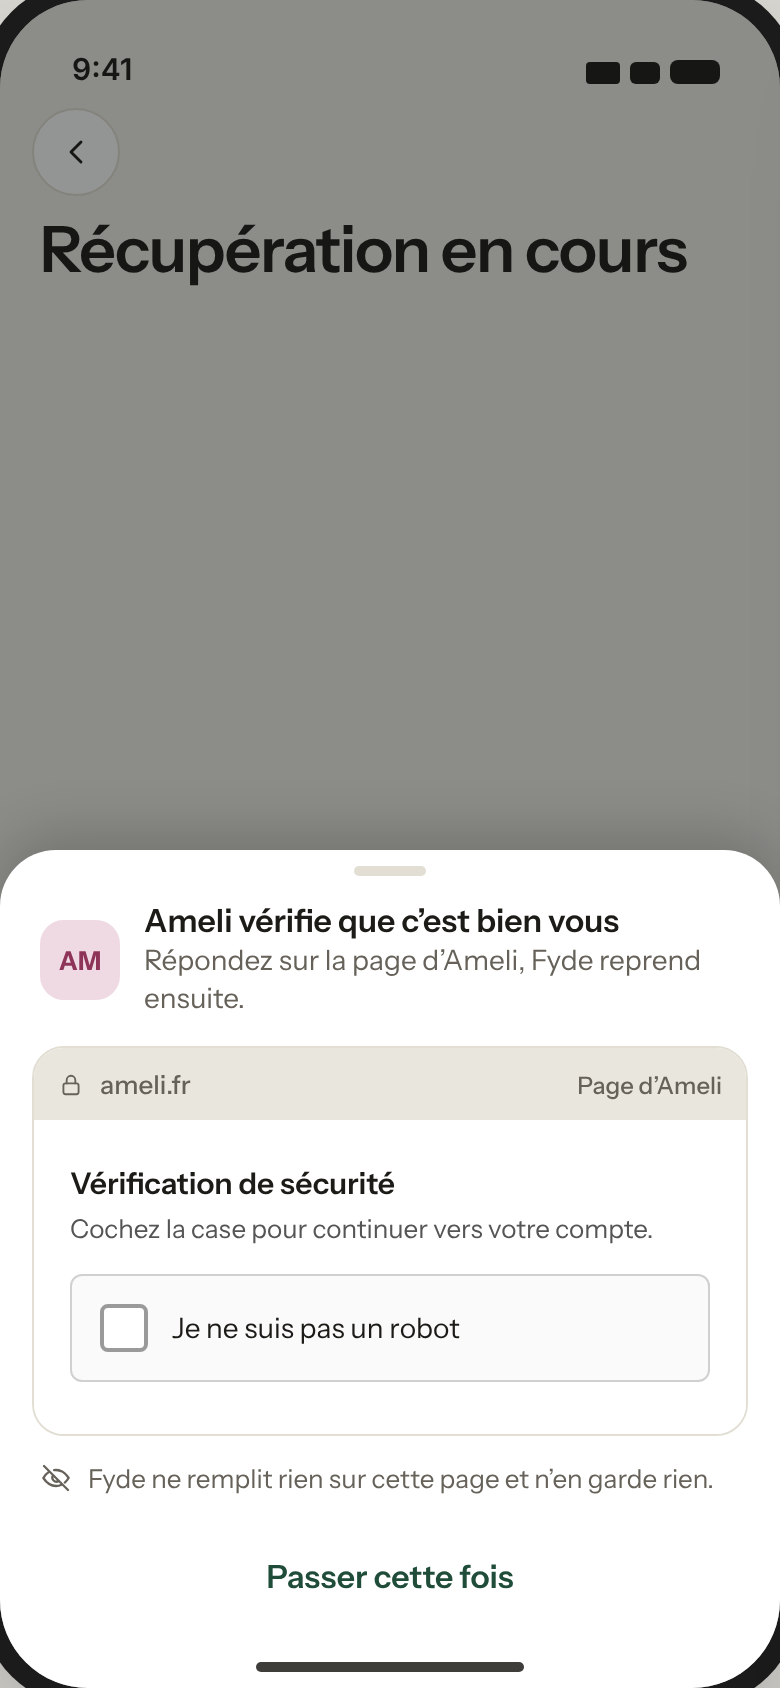 9:41
Récupération en cours
AM
Ameli vérifie que c’est bien vous
Répondez sur la page d’Ameli, Fyde reprend
ensuite.
ameli.fr
Page d’Ameli
Vérification de sécurité
Cochez la case pour continuer vers votre compte.
Je ne suis pas un robot
Fyde ne remplit rien sur cette page et n’en garde rien.
Passer cette fois